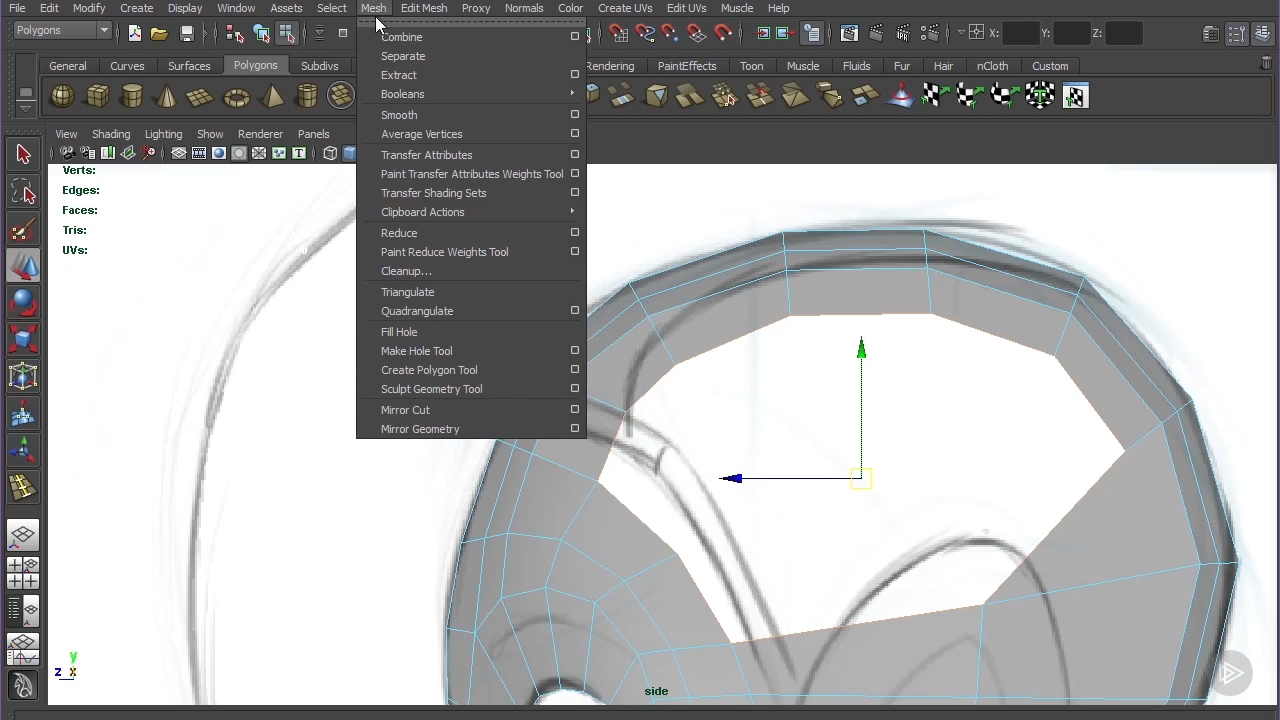 File Edit Modify Create Display Window Assets Select Mesh Edit Mesh Proxy Normals Color Create UVs Edit UVs Muscle Help
Polygons X: Y: Z:
General Curves Surfaces Polygons Subdivs Rendering PaintEffects Toon Muscle Fluids Fur Hair nCloth Custom
View Shading Lighting Show Renderer Panels
Combine
Separate
Extract
Booleans
Smooth
Average Vertices
Transfer Attributes
Paint Transfer Attributes Weights Tool
Transfer Shading Sets
Clipboard Actions
Reduce
Paint Reduce Weights Tool
Cleanup...
Triangulate
Quadrangulate
Fill Hole
Make Hole Tool
Create Polygon Tool
Sculpt Geometry Tool
Mirror Cut
Mirror Geometry
Verts:
Edges:
Faces:
Tris:
UVs:
0
y
z x
side